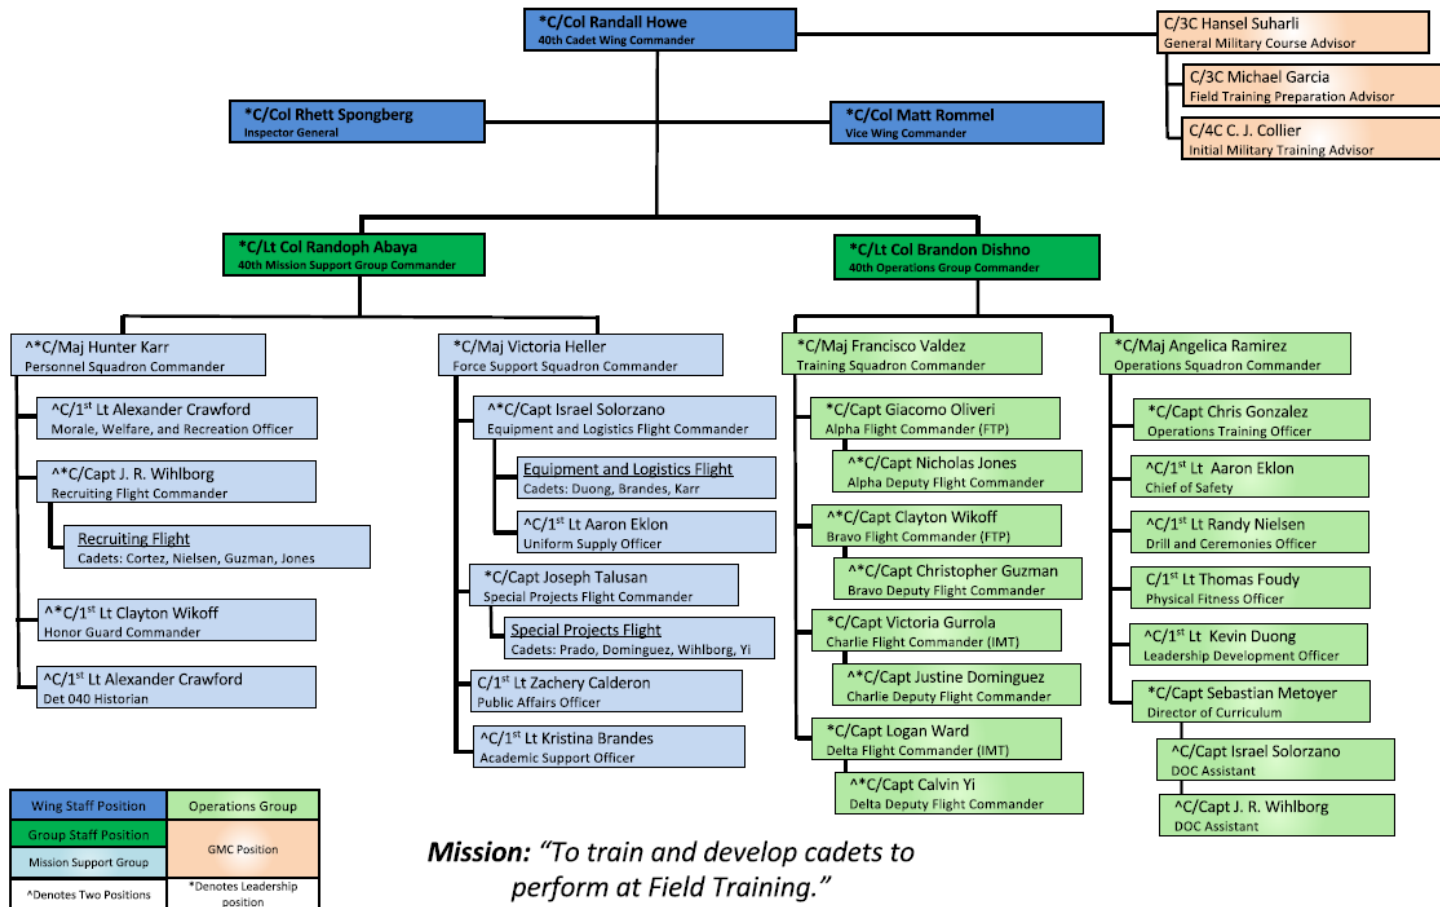 *C/Col Randall Howe
40th Cadet Wing Commander
C/3C Hansel Suharli
General Military Course Advisor
C/3C Michael Garcia
Field Training Preparation Advisor
C/4C C. J. Collier
Initial Military Training Advisor
*C/Col Rhett Spongberg
Inspector General
*C/Col Matt Rommel
Vice Wing Commander
*C/Lt Col Randoph Abaya
40th Mission Support Group Commander
*C/Lt Col Brandon Dishno
40th Operations Group Commander
^*C/Maj Hunter Karr
Personnel Squadron Commander
^C/1st Lt Alexander Crawford
Morale, Welfare, and Recreation Officer
^*C/Capt J. R. Wihlborg
Recruiting Flight Commander
Recruiting Flight
Cadets: Cortez, Nielsen, Guzman, Jones
^*C/1st Lt Clayton Wikoff
Honor Guard Commander
^C/1st Lt Alexander Crawford
Det 040 Historian
*C/Maj Victoria Heller
Force Support Squadron Commander
^*C/Capt Israel Solorzano
Equipment and Logistics Flight Commander
Equipment and Logistics Flight
Cadets: Duong, Brandes, Karr
^C/1st Lt Aaron Eklon
Uniform Supply Officer
*C/Capt Joseph Talusan
Special Projects Flight Commander
Special Projects Flight
Cadets: Prado, Dominguez, Wihlborg, Yi
C/1st Lt Zachery Calderon
Public Affairs Officer
^C/1st Lt Kristina Brandes
Academic Support Officer
*C/Maj Francisco Valdez
Training Squadron Commander
*C/Capt Giacomo Oliveri
Alpha Flight Commander (FTP)
^*C/Capt Nicholas Jones
Alpha Deputy Flight Commander
^*C/Capt Clayton Wikoff
Bravo Flight Commander (FTP)
^*C/Capt Christopher Guzman
Bravo Deputy Flight Commander
*C/Capt Victoria Gurrola
Charlie Flight Commander (IMT)
^*C/Capt Justine Dominguez
Charlie Deputy Flight Commander
*C/Capt Logan Ward
Delta Flight Commander (IMT)
^*C/Capt Calvin Yi
Delta Deputy Flight Commander
*C/Maj Angelica Ramirez
Operations Squadron Commander
*C/Capt Chris Gonzalez
Operations Training Officer
^C/1st Lt Aaron Eklon
Chief of Safety
^C/1st Lt Randy Nielsen
Drill and Ceremonies Officer
C/1st Lt Thomas Foudy
Physical Fitness Officer
^C/1st Lt Kevin Duong
Leadership Development Officer
*C/Capt Sebastian Metoyer
Director of Curriculum
^C/Capt Israel Solorzano
DOC Assistant
^C/Capt J. R. Wihlborg
DOC Assistant
Wing Staff Position
Operations Group
Group Staff Position
GMC Position
Mission Support Group
^Denotes Two Positions
*Denotes Leadership
position
Mission: “To train and develop cadets to
perform at Field Training.”